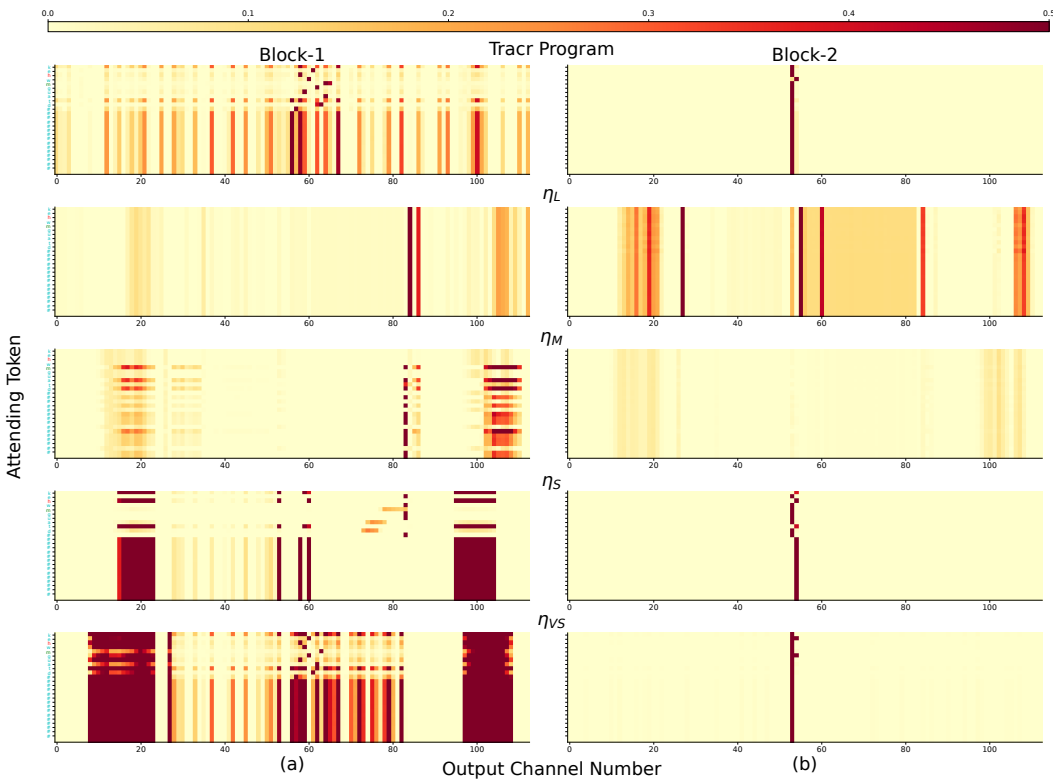 0.0 0.1 0.2 0.3 0.4 0.5
Tracr Program
Block-1 Block-2
0 20 40 60 80 100 0 20 40 60 80 100
η_L
0 20 40 60 80 100 0 20 40 60 80 100
η_M
Attending Token
0 20 40 60 80 100 0 20 40 60 80 100
η_S
0 20 40 60 80 100 0 20 40 60 80 100
η_VS
0 20 40 60 80 100 0 20 40 60 80 100
(a) Output Channel Number (b)